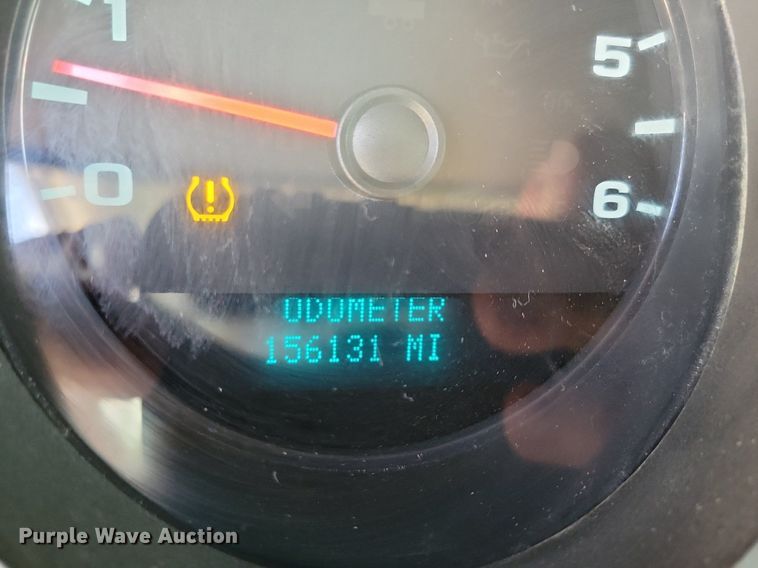 1
5
0
6
ODOMETER
156131 MI
Purple Wave Auction®